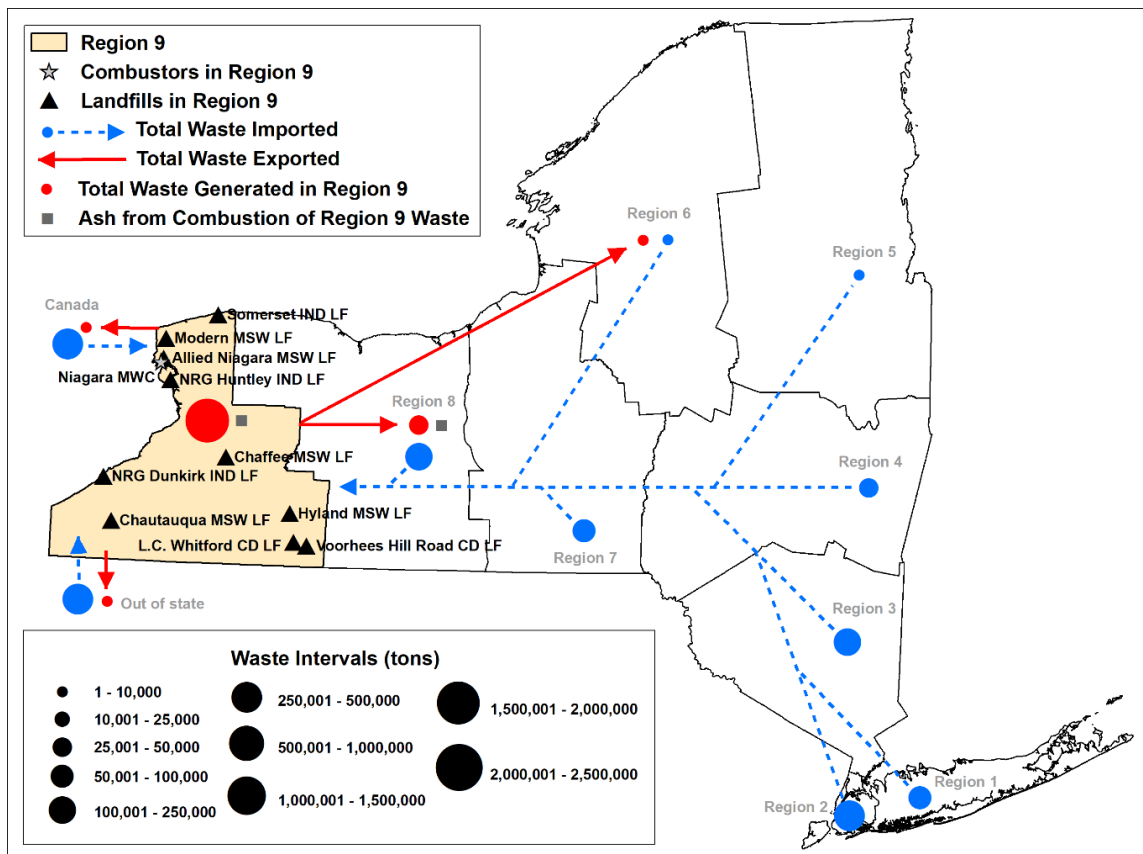 Region 9
Combustors in Region 9
Landfills in Region 9
Total Waste Imported
Total Waste Exported
Total Waste Generated in Region 9
Ash from Combustion of Region 9 Waste
Region 6
Region 5
Canada
Somerset IND LF
Modern MSW LF
Allied Niagara MSW LF
Niagara MWC
NRG Huntley IND LF
Region 8
Chaffee MSW LF
Region 4
NRG Dunkirk IND LF
Hyland MSW LF
Chautauqua MSW LF
L.C. Whitford CD LF
Voorhees Hill Road CD LF
Region 7
Out of state
Region 3
Waste Intervals (tons)
1 - 10,000
10,001 - 25,000
25,001 - 50,000
50,001 - 100,000
100,001 - 250,000
250,001 - 500,000
500,001 - 1,000,000
1,000,001 - 1,500,000
1,500,001 - 2,000,000
2,000,001 - 2,500,000
Region 1
Region 2